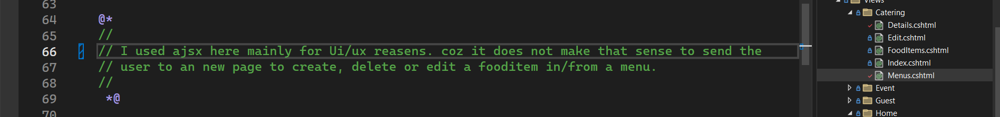 63
64 @*
65 //
66 // I used ajsx here mainly for Ui/ux reasens. coz it does not make that sense to send the
67 // user to an new page to create, delete or edit a fooditem in/from a menu.
68 //
69 *@
70
Views
Catering
Details.cshtml
Edit.cshtml
FoodItems.cshtml
Index.cshtml
Menus.cshtml
Event
Guest
Home